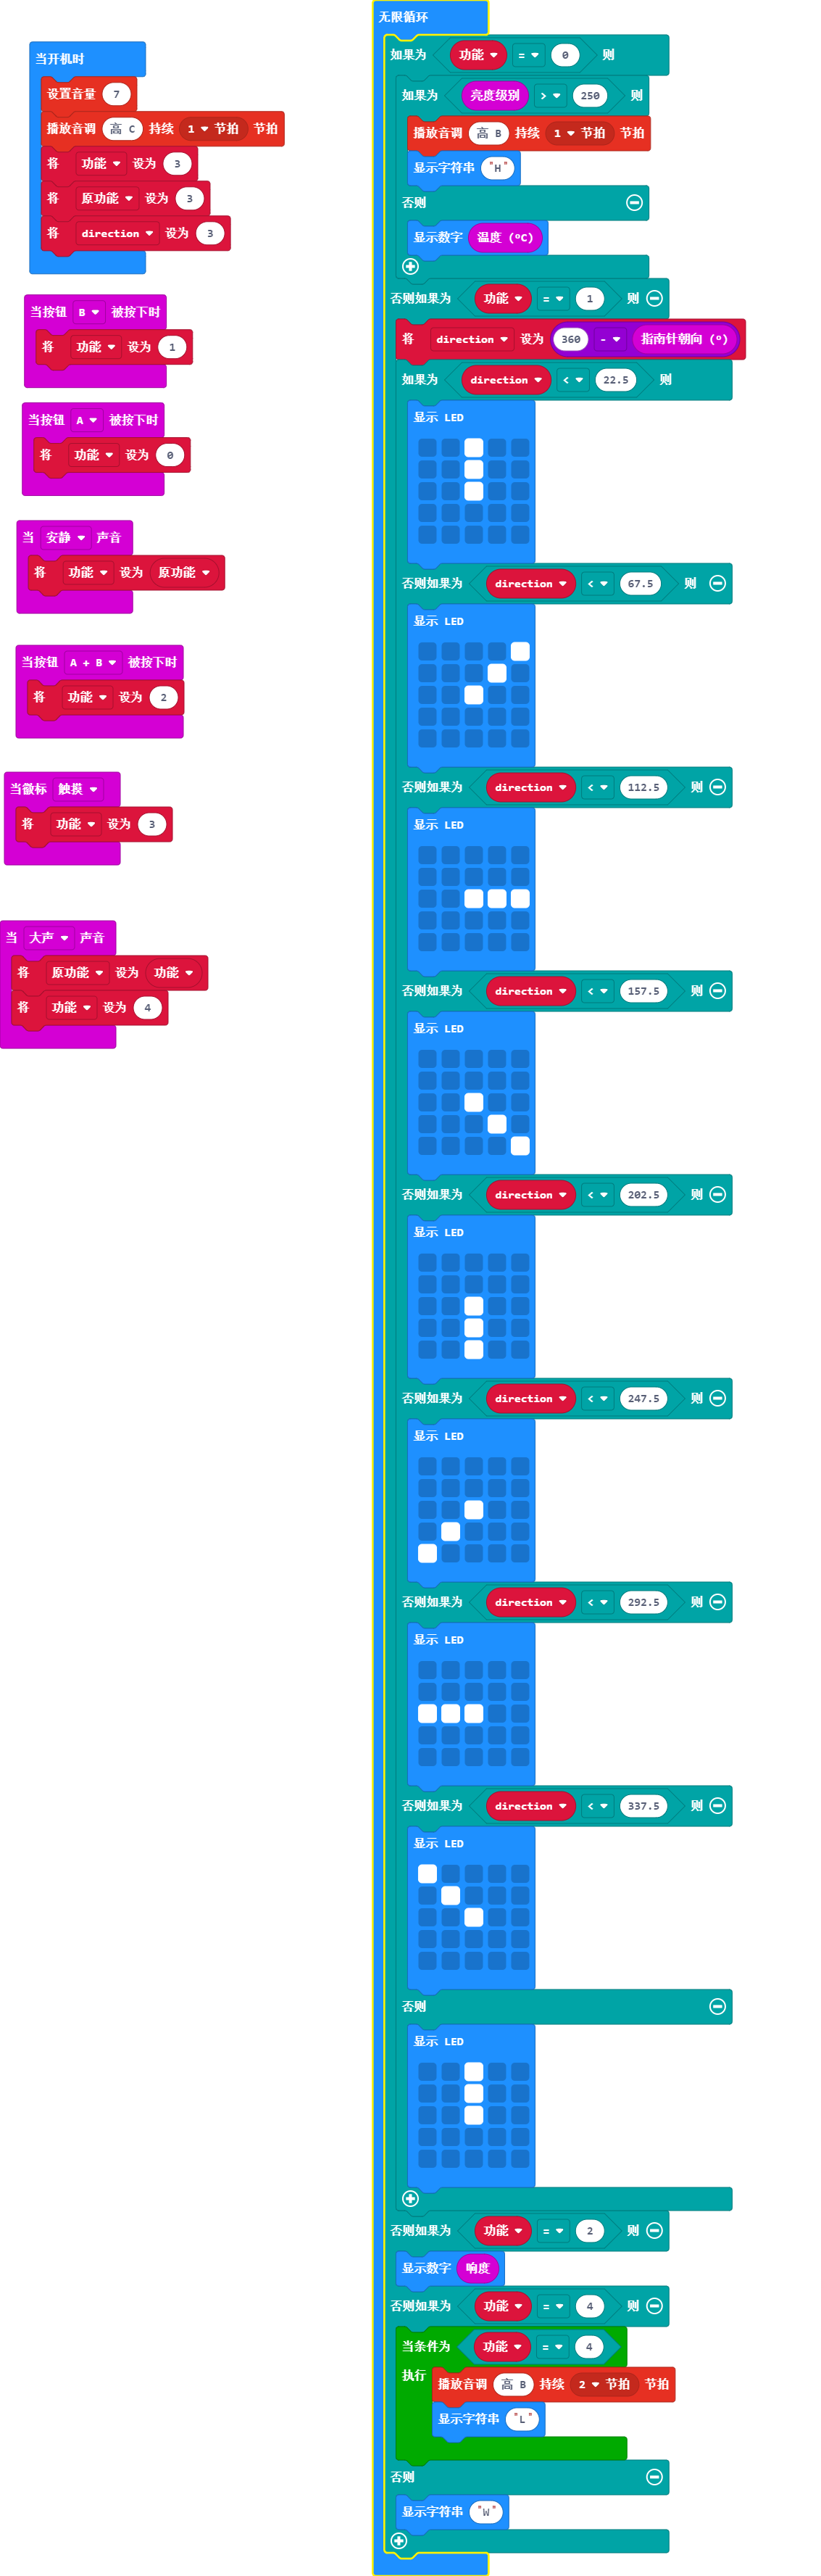 当开机时
设置音量 7
播放音调 高 C 持续 1 节拍 节拍
将 功能 设为 3
将 原功能 设为 3
将 direction 设为 3
当按钮 B 被按下时
将 功能 设为 1
当按钮 A 被按下时
将 功能 设为 0
当 安静 声音
将 功能 设为 原功能
当按钮 A + B 被按下时
将 功能 设为 2
当徽标 触摸
将 功能 设为 3
当 大声 声音
将 原功能 设为 功能
将 功能 设为 4
无限循环
如果为 功能 = 0 则
如果为 亮度级别 > 250 则
播放音调 高 B 持续 1 节拍 节拍
显示字符串 "H"
否则
显示数字 温度 (ºC)
否则如果为 功能 = 1 则
将 direction 设为 360 - 指南针朝向 (º)
如果为 direction < 22.5 则
显示 LED
否则如果为 direction < 67.5 则
显示 LED
否则如果为 direction < 112.5 则
显示 LED
否则如果为 direction < 157.5 则
显示 LED
否则如果为 direction < 202.5 则
显示 LED
否则如果为 direction < 247.5 则
显示 LED
否则如果为 direction < 292.5 则
显示 LED
否则如果为 direction < 337.5 则
显示 LED
否则
显示 LED
否则如果为 功能 = 2 则
显示数字 响度
否则如果为 功能 = 4 则
当条件为 功能 = 4
执行
播放音调 高 B 持续 2 节拍 节拍
显示字符串 "L"
否则
显示字符串 "W"